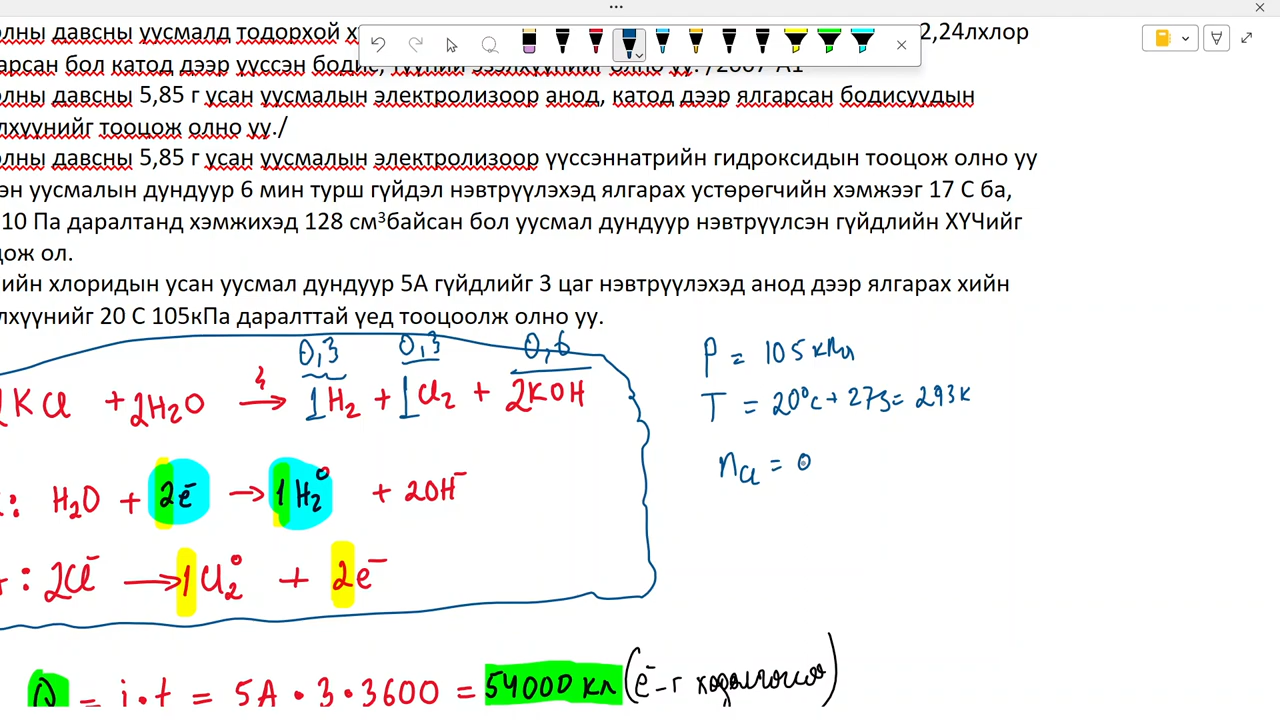 олны давсны уусмалд тодорхой х 2,24лхлор
арсан бол катод дээр үүссэн бодис,
олны давсны 5,85 г усан уусмалын электролизоор анод, катод дээр ялгарсан бодисуудын
лхүүнийг тооцож олно уу./
олны давсны 5,85 г усан уусмалын электролизоор үүссэннатрийн гидроксидын тооцож олно уу
эн уусмалын дундуур 6 мин турш гүйдэл нэвтрүүлэхэд ялгарах устөрөгчийн хэмжээг 17 С ба,
10 Па даралтанд хэмжихэд 128 см³байсан бол уусмал дундуур нэвтрүүлсэн гүйдлийн ХҮЧийг
цож ол.
ийн хлоридын усан уусмал дундуур 5А гүйдлийг 3 цаг нэвтрүүлэхэд анод дээр ялгарах хийн
лхүүнийг 20 С 105кПа даралттай үед тооцоолж олно уу.
0,3 0,3 0,6
KCl + 2H2O → 1H2 + 1Cl2 + 2KOH
P = 105 кПа
T = 20°C + 273 = 293 K
nCl = 0
: H2O + 2e⁻ → 1H2⁰ + 2OH⁻
: 2Cl⁻ → 1Cl2⁰ + 2e⁻
Q = i·t = 5A · 3 · 3600 = 54000 кл